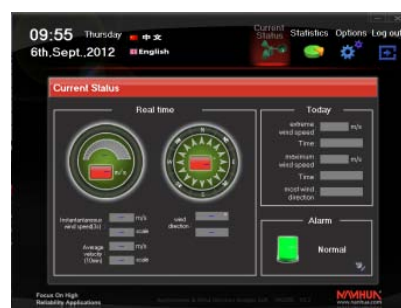 09:55 Thursday
中文
6th,Sept.,2012
English
Current Status
Statistics
Options
Log out
Current Status
Real time
m/s
Instantaneous wind speed(3s)
m/s
scale
Average velocity (10min)
m/s
scale
wind direction
Today
extreme wind speed
m/s
Time
maximum wind speed
m/s
Time
most wind direction
Alarm
Normal
Focus On High
Reliability Applications
NAVHUA